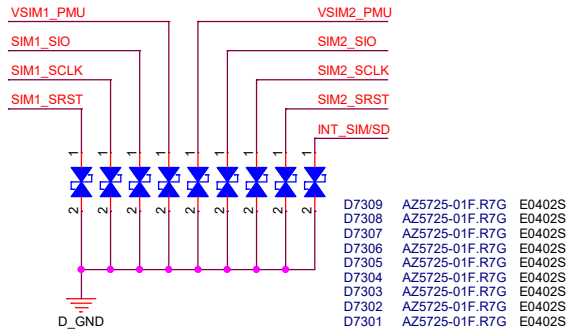 VSIM1_PMU
VSIM2_PMU
SIM1_SIO
SIM2_SIO
SIM1_SCLK
SIM2_SCLK
SIM1_SRST
SIM2_SRST
INT_SIM/SD
1 1 1 1 1 1 1 1 1
2 2 2 2 2 2 2 2 2
D7309 AZ5725-01F.R7G E0402S
D7308 AZ5725-01F.R7G E0402S
D7307 AZ5725-01F.R7G E0402S
D7306 AZ5725-01F.R7G E0402S
D7305 AZ5725-01F.R7G E0402S
D7304 AZ5725-01F.R7G E0402S
D7303 AZ5725-01F.R7G E0402S
D7302 AZ5725-01F.R7G E0402S
D7301 AZ5725-01F.R7G E0402S
D_GND